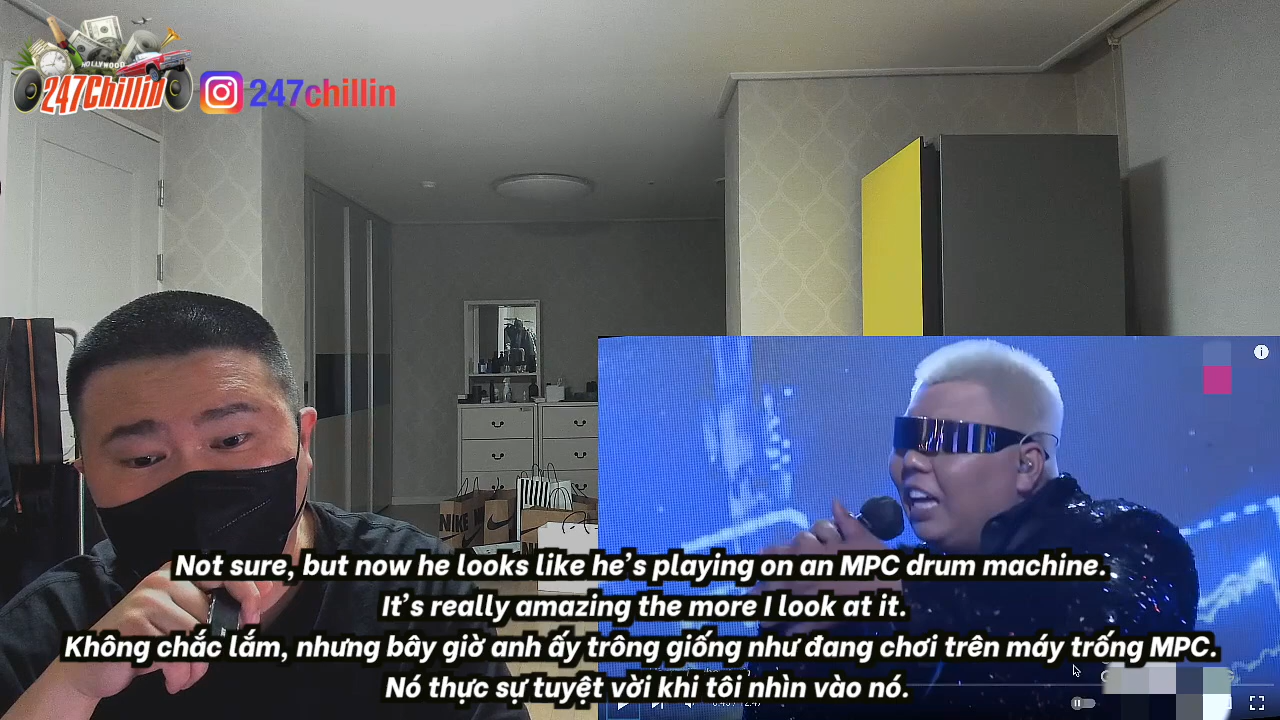 HOLLYWOOD
247Chillin
247chillin
NIKE
Not sure, but now he looks like he's playing on an MPC drum machine.
It's really amazing the more I look at it.
Không chắc lắm, nhưng bây giờ anh ấy trông giống như đang chơi trên máy trống MPC.
Nó thực sự tuyệt vời khi tôi nhìn vào nó.